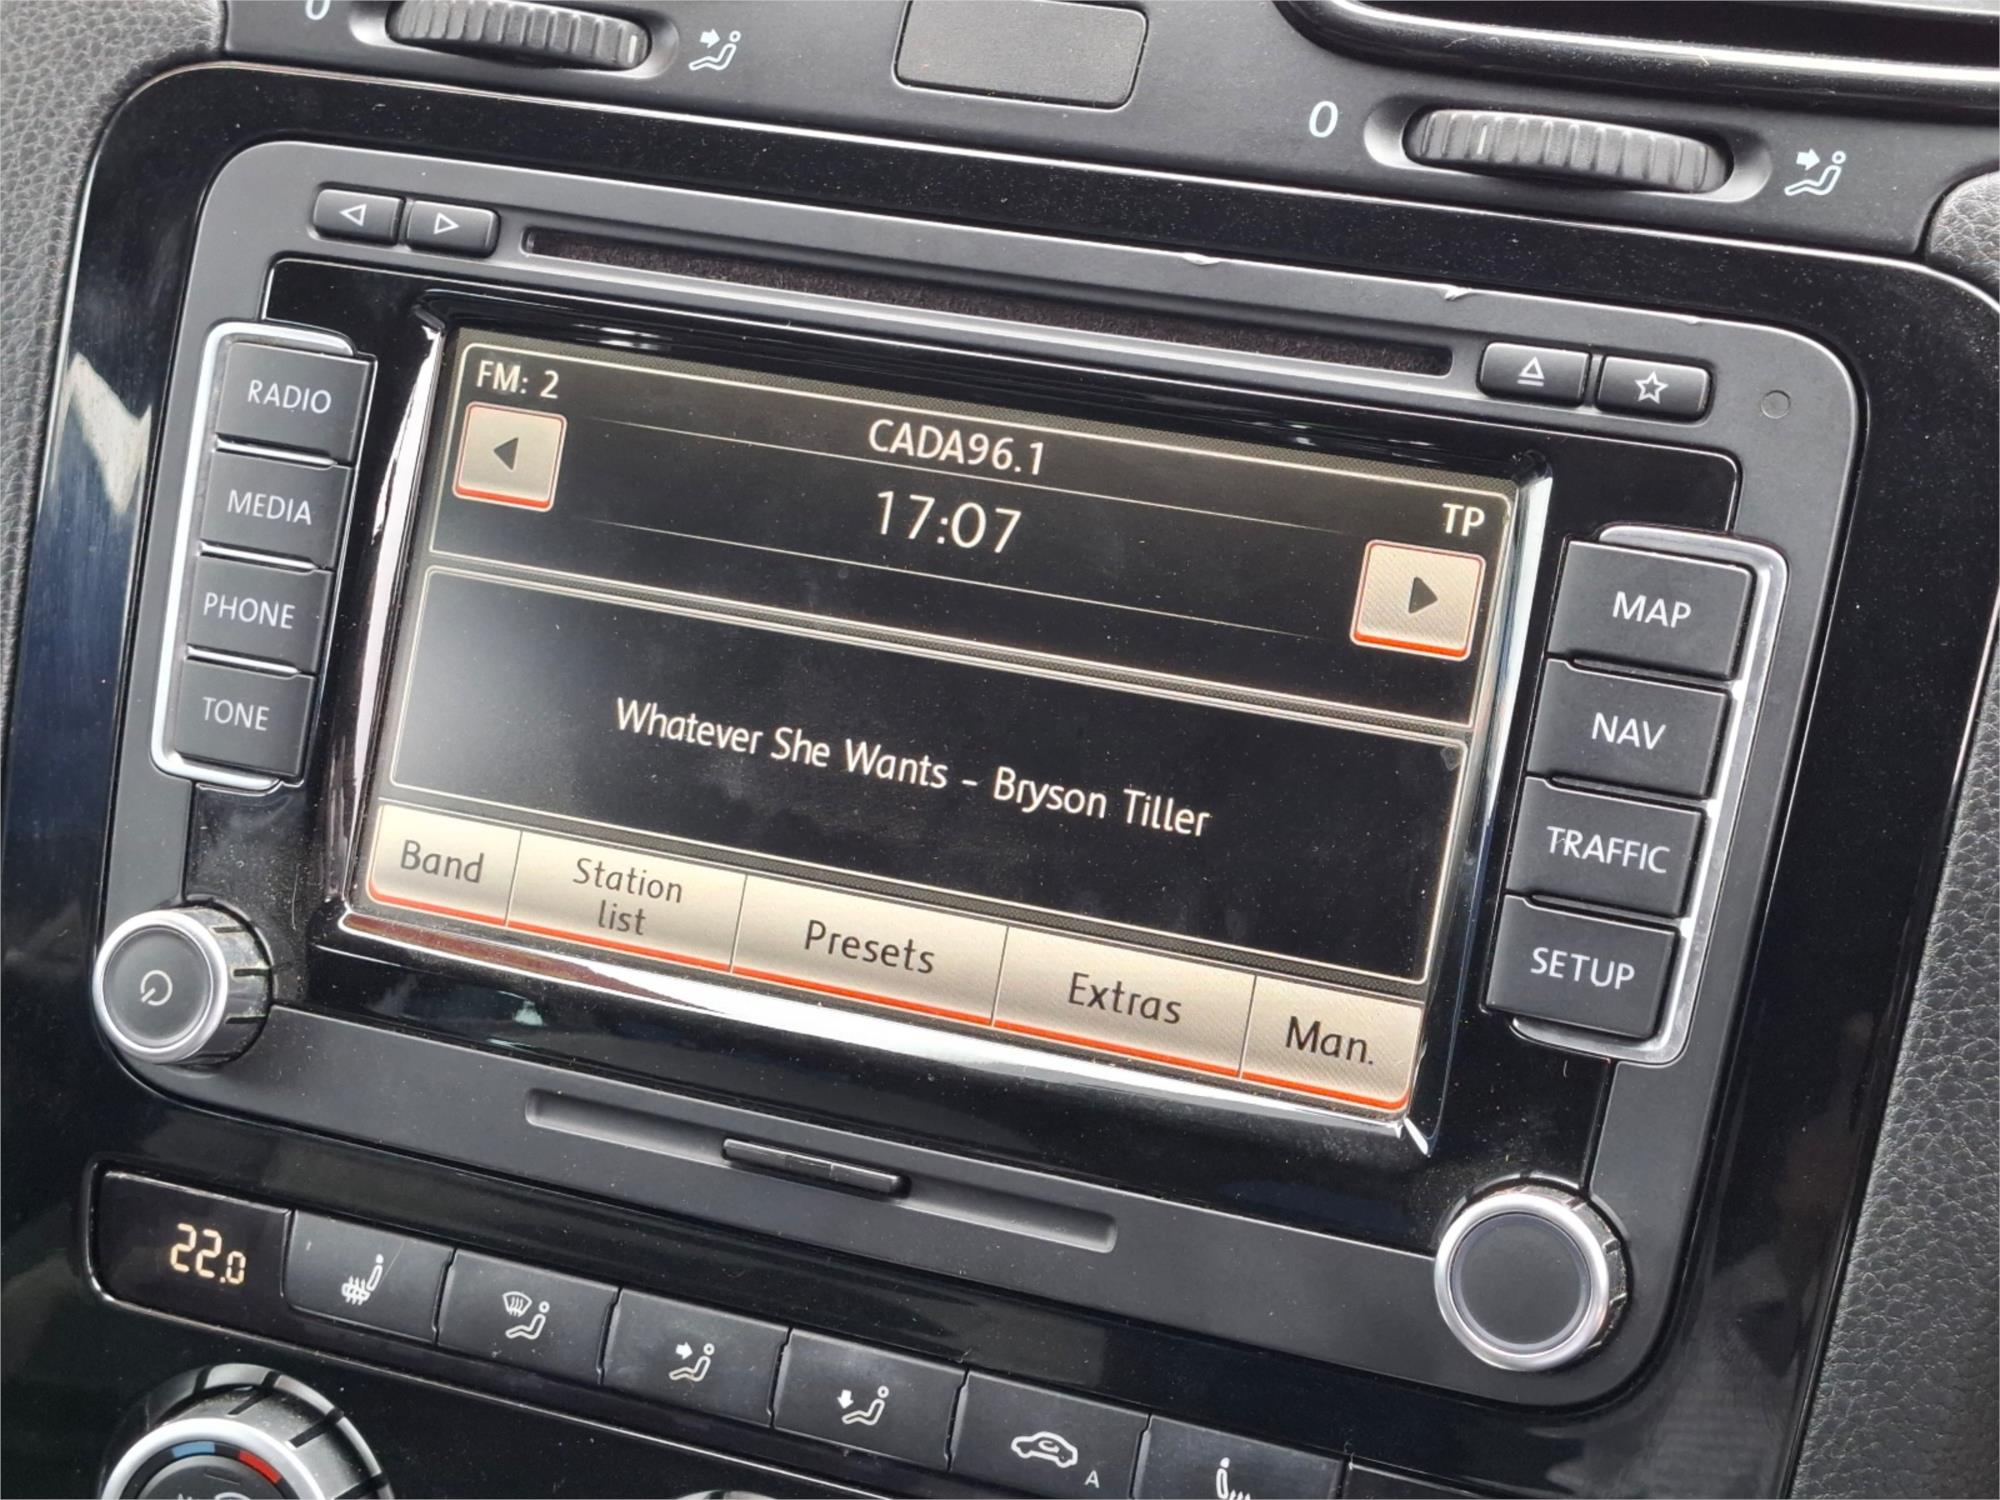 0
0
RADIO
MEDIA
PHONE
TONE
FM: 2
CADA96.1
17:07
TP
Whatever She Wants - Bryson Tiller
Band
Station
list
Presets
Extras
Man.
MAP
NAV
TRAFFIC
SETUP
22.0
A